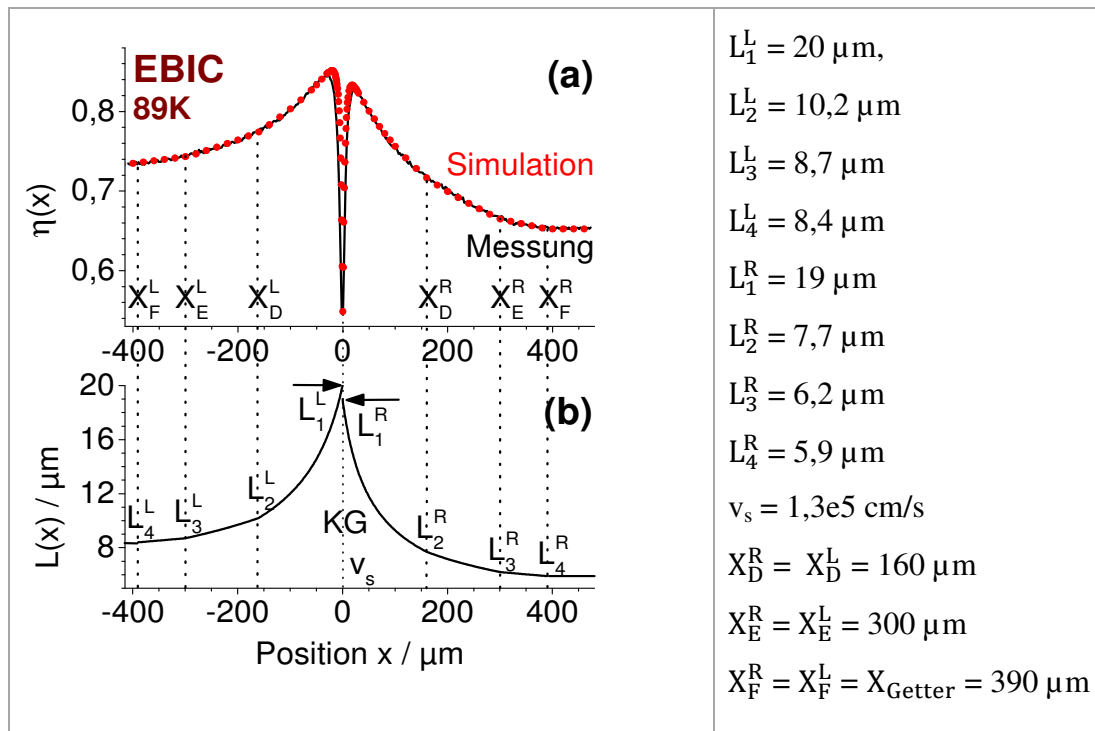 EBIC
89K
(a)
0,8
0,7
0,6
η(x)
Simulation
Messung
X_F^L X_E^L X_D^L X_D^R X_E^R X_F^R
-400 -200 0 200 400
20
16
12
8
L(x) / µm
(b)
L_1^L L_1^R
L_4^L L_3^L L_2^L L_2^R L_3^R L_4^R
KG
v_s
-400 -200 0 200 400
Position x / µm
L_1^L = 20 µm,
L_2^L = 10,2 µm
L_3^L = 8,7 µm
L_4^L = 8,4 µm
L_1^R = 19 µm
L_2^R = 7,7 µm
L_3^R = 6,2 µm
L_4^R = 5,9 µm
v_s = 1,3e5 cm/s
X_D^R = X_D^L = 160 µm
X_E^R = X_E^L = 300 µm
X_F^R = X_F^L = X_Getter = 390 µm